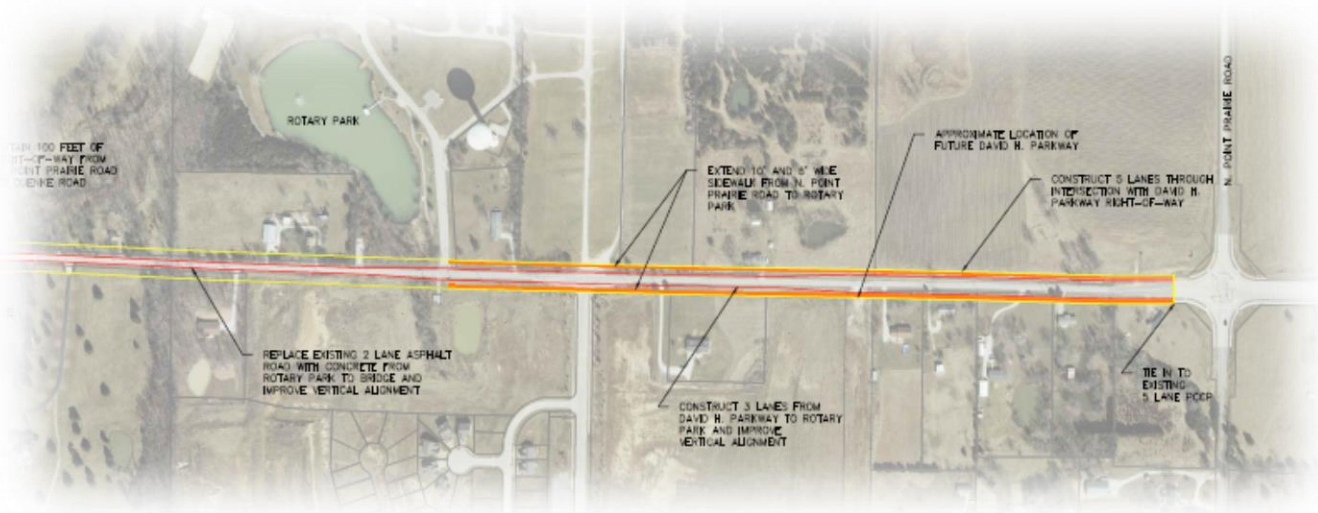 ROTARY PARK
100 FEET OF
FROM
POINT PRAIRIE ROAD
ROAD
EXTEND 10' AND 6' WIDE
SIDEWALK FROM N. POINT
PRAIRIE ROAD TO ROTARY
PARK
APPROXIMATE LOCATION OF
FUTURE DAVID H. PARKWAY
CONSTRUCT 5 LANES THROUGH
INTERSECTION WITH DAVID H.
PARKWAY RIGHT-OF-WAY
N. POINT PRAIRIE ROAD
REPLACE EXISTING 2 LANE ASPHALT
ROAD WITH CONCRETE FROM
ROTARY PARK TO BRIDGE AND
IMPROVE VERTICAL ALIGNMENT
CONSTRUCT 3 LANES FROM
DAVID H. PARKWAY TO ROTARY
PARK AND IMPROVE
VERTICAL ALIGNMENT
TIE IN TO
EXISTING
5 LANE PCCP